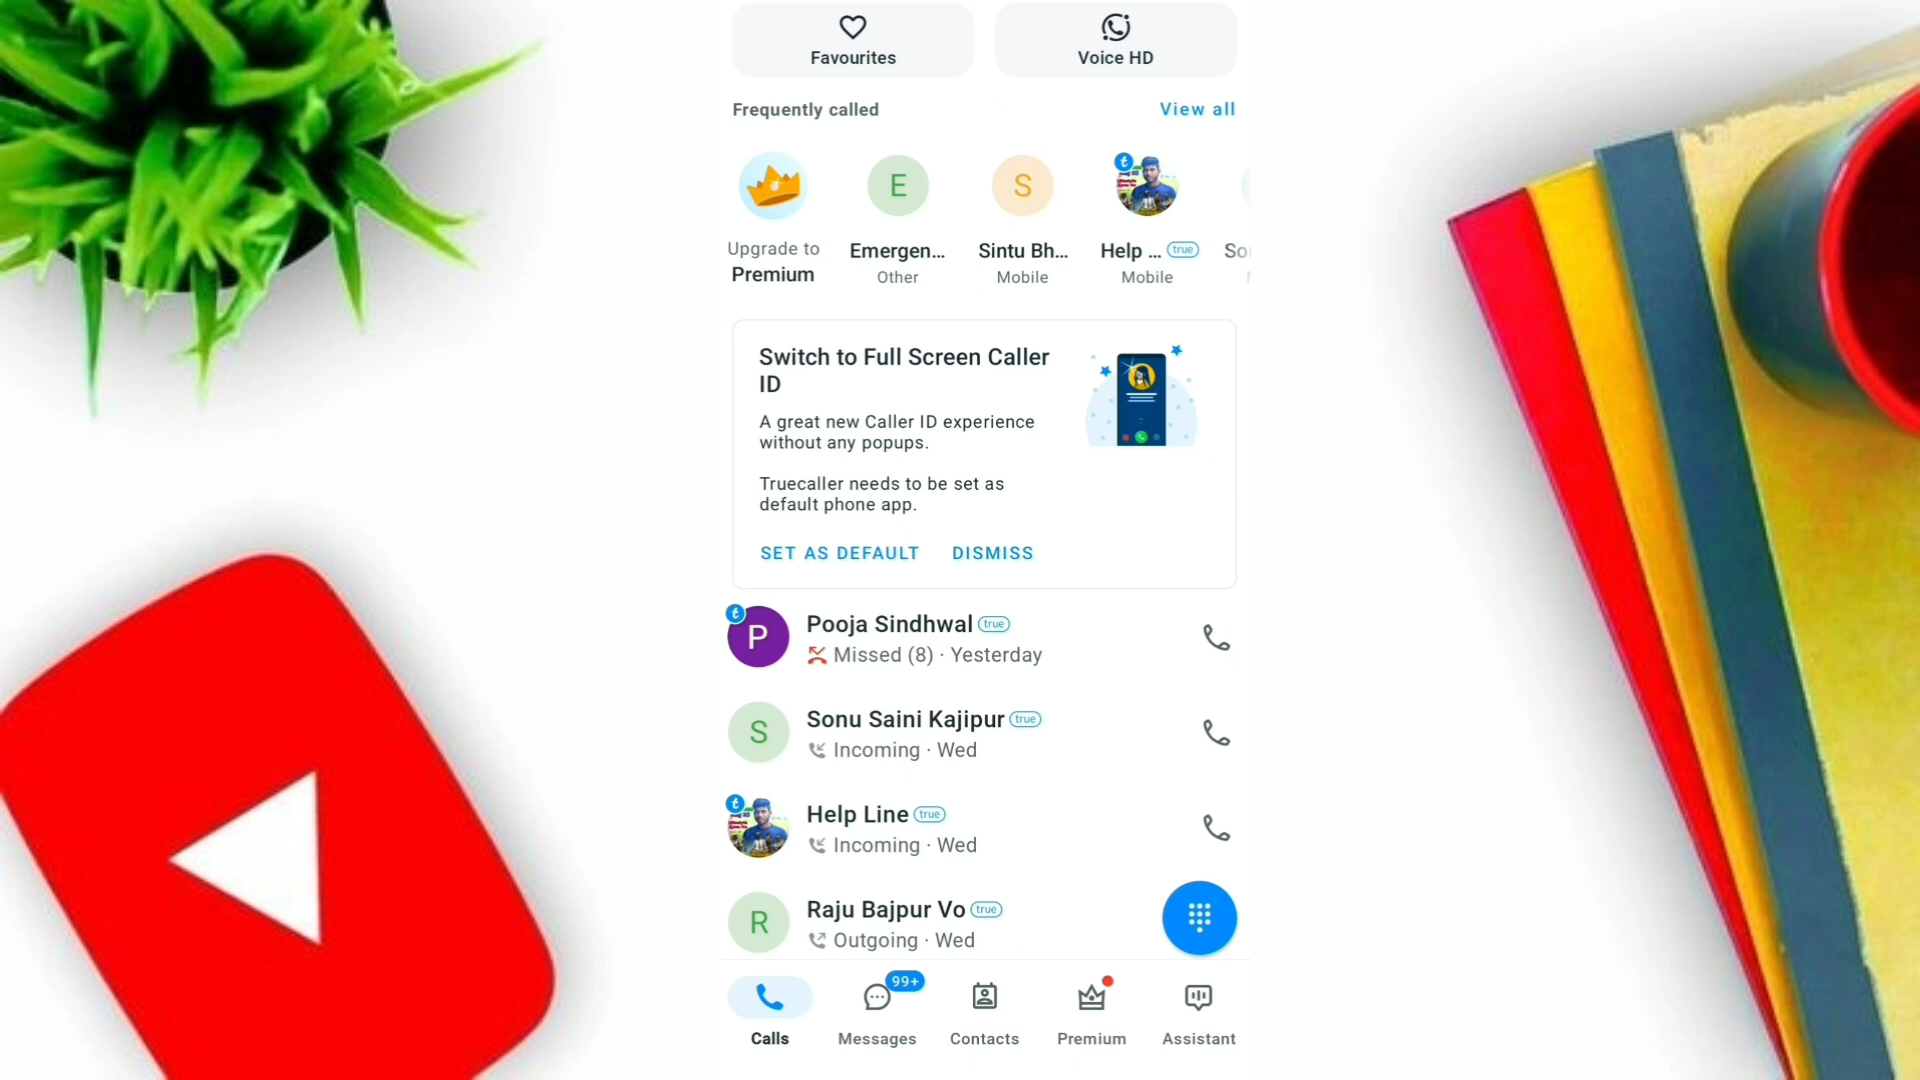 Favourites
Voice HD
Frequently called
View all
E
S
Upgrade to
Premium
Emergen...
Other
Sintu Bh...
Mobile
Help ... true
Mobile
Switch to Full Screen Caller
ID
A great new Caller ID experience
without any popups.
Truecaller needs to be set as
default phone app.
SET AS DEFAULT
DISMISS
P
Pooja Sindhwal true
Missed (8) · Yesterday
S
Sonu Saini Kajipur true
Incoming · Wed
Help Line true
Incoming · Wed
R
Raju Bajpur Vo true
Outgoing · Wed
99+
Calls
Messages
Contacts
Premium
Assistant